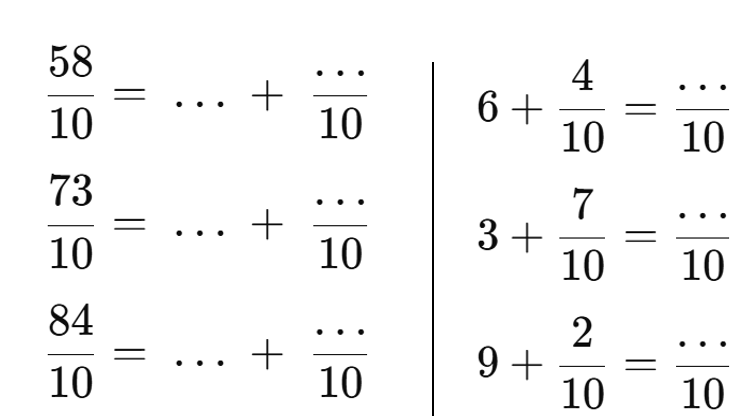 58/10 = ... + .../10
73/10 = ... + .../10
84/10 = ... + .../10
6 + 4/10 = .../10
3 + 7/10 = .../10
9 + 2/10 = .../10